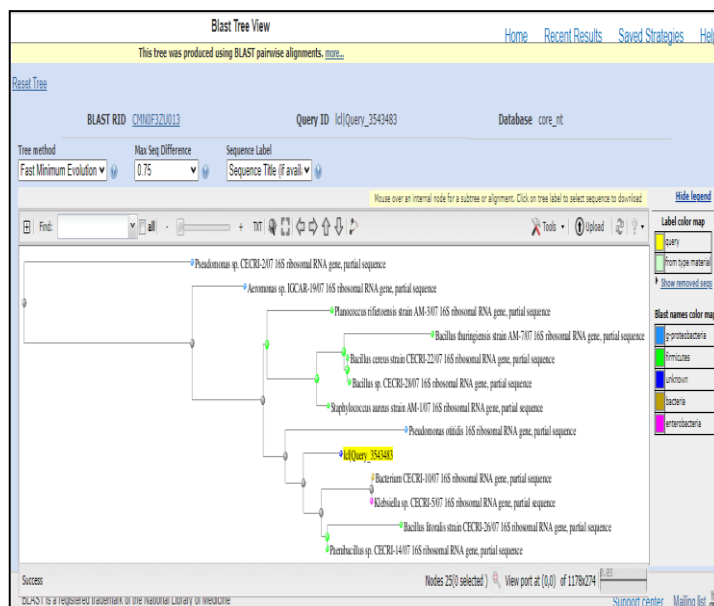 Blast Tree View
Home Recent Results Saved Strategies Help
This tree was produced using BLAST pairwise alignments. more...
Reset Tree
BLAST RID CMN0F3ZU013 Query ID lcl|Query_3543483 Database core_nt
Tree method Max Seq Difference Sequence Label
Fast Minimum Evolution 0.75 Sequence Title (if avail
Mouse over an internal node for a subtree or alignment. Click on tree label to select sequence to download Hide legend
Find: all - + TXT Tools Upload ?
Label color map
query
from type material
Show removed seqs
Blast names color map
g-proteobacteria
firmicutes
unknown
bacteria
enterobacteria
Pseudomonas sp. CECRI-2/07 16S ribosomal RNA gene, partial sequence
Aeromonas sp. IGCAR-19/07 16S ribosomal RNA gene, partial sequence
Planococcus rifietoensis strain AM-3/07 16S ribosomal RNA gene, partial sequence
Bacillus thuringiensis strain AM-7/07 16S ribosomal RNA gene, partial sequence
Bacillus cereus strain CECRI-22/07 16S ribosomal RNA gene, partial sequence
Bacillus sp. CECRI-28/07 16S ribosomal RNA gene, partial sequence
Staphylococcus aureus strain AM-1/07 16S ribosomal RNA gene, partial sequence
Pseudomonas otitidis 16S ribosomal RNA gene, partial sequence
lcl|Query_3543483
Bacterium CECRI-10/07 16S ribosomal RNA gene, partial sequence
Klebsiella sp. CECRI-5/07 16S ribosomal RNA gene, partial sequence
Bacillus litoralis strain CECRI-26/07 16S ribosomal RNA gene, partial sequence
Paenibacillus sp. CECRI-14/07 16S ribosomal RNA gene, partial sequence
Success Nodes 25(0 selected) View port at (0,0) of 1178x274
BLAST is a registered trademark of the National Library of Medicine Support center Mailing list